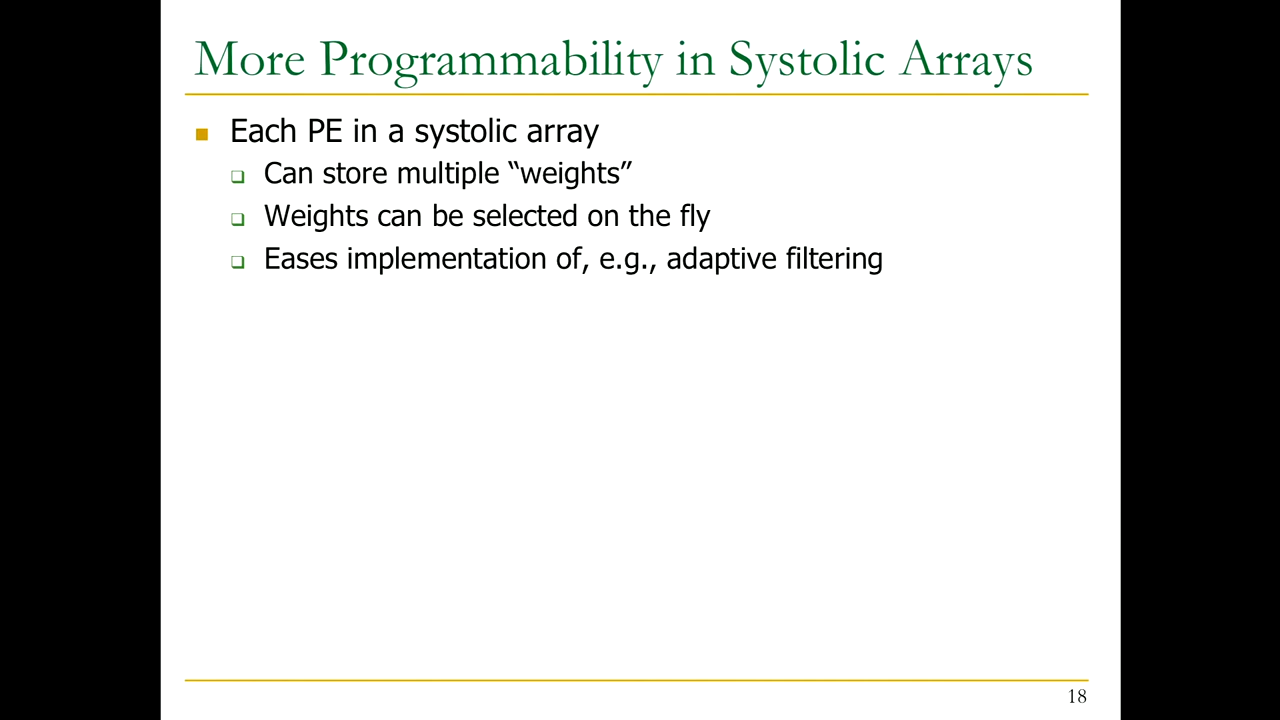 More Programmability in Systolic Arrays
Each PE in a systolic array
Can store multiple “weights”
Weights can be selected on the fly
Eases implementation of, e.g., adaptive filtering
18